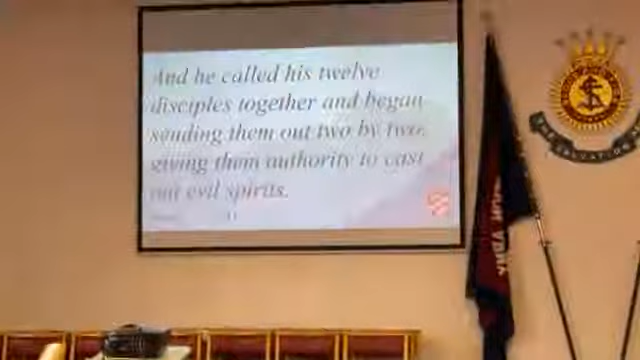 And he called his twelve
disciples together and began
sending them out two by two,
giving them authority to cast
out evil spirits.